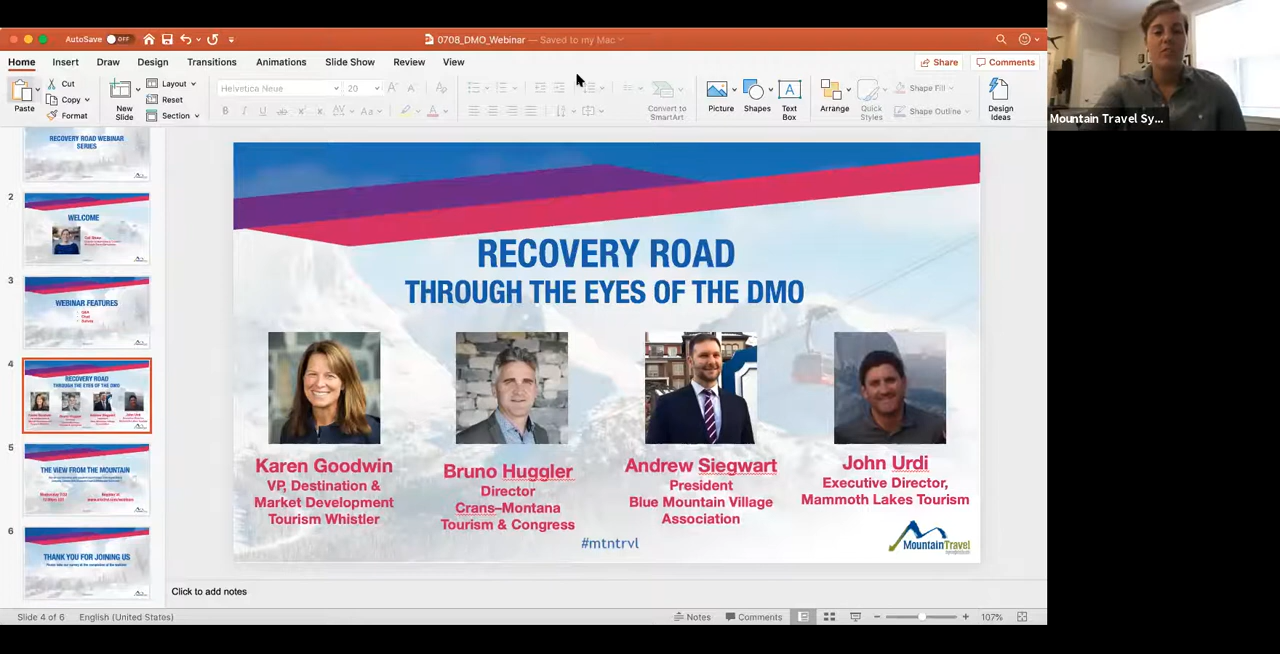 AutoSave OFF
0708_DMO_Webinar — Saved to my Mac
Home Insert Draw Design Transitions Animations Slide Show Review View
Share Comments
Paste
Cut
Copy
Format
New Slide
Layout
Reset
Section
Helvetica Neue 20
Convert to SmartArt
Picture Shapes Text Box
Arrange Quick Styles
Shape Fill
Shape Outline
Design Ideas
Mountain Travel Sy...
RECOVERY ROAD WEBINAR
SERIES
2
WELCOME
3
WEBINAR FEATURES
Q&A
Chat
Survey
4
RECOVERY ROAD
THROUGH THE EYES OF THE DMO
5
THE VIEW FROM THE MOUNTAIN
6
THANK YOU FOR JOINING US
RECOVERY ROAD
THROUGH THE EYES OF THE DMO
Karen Goodwin
VP, Destination &
Market Development
Tourism Whistler
Bruno Huggler
Director
Crans–Montana
Tourism & Congress
Andrew Siegwart
President
Blue Mountain Village
Association
John Urdi
Executive Director,
Mammoth Lakes Tourism
#mtntrvl
MountainTravel
Click to add notes
Slide 4 of 6 English (United States)
Notes Comments 107%